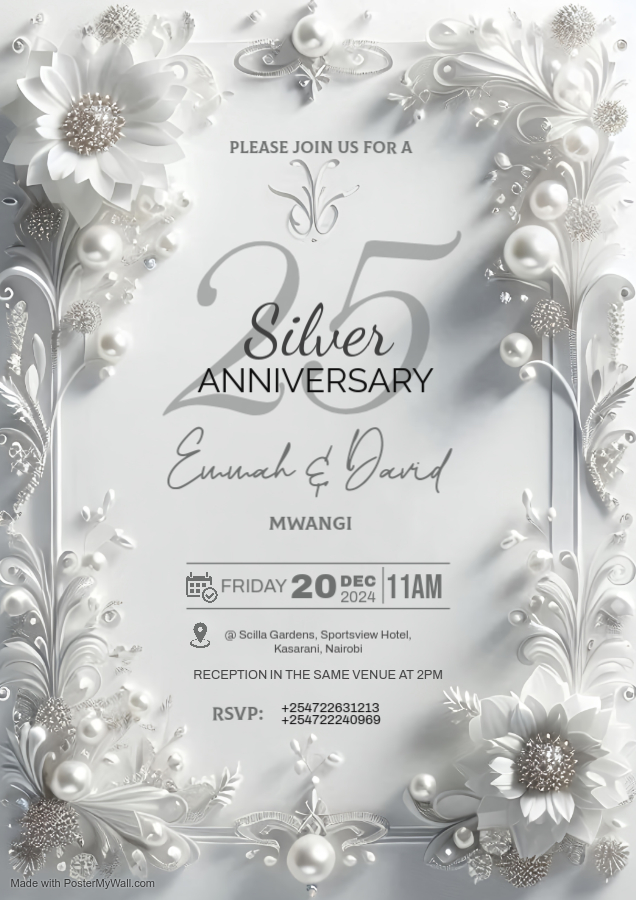 PLEASE JOIN US FOR A
25
Silver
ANNIVERSARY
Emmah & David
MWANGI
FRIDAY 20 DEC 2024 11AM
@ Scilla Gardens, Sportsview Hotel,
Kasarani, Nairobi
RECEPTION IN THE SAME VENUE AT 2PM
RSVP: +254722631213
+254722240969
Made with PosterMyWall.com